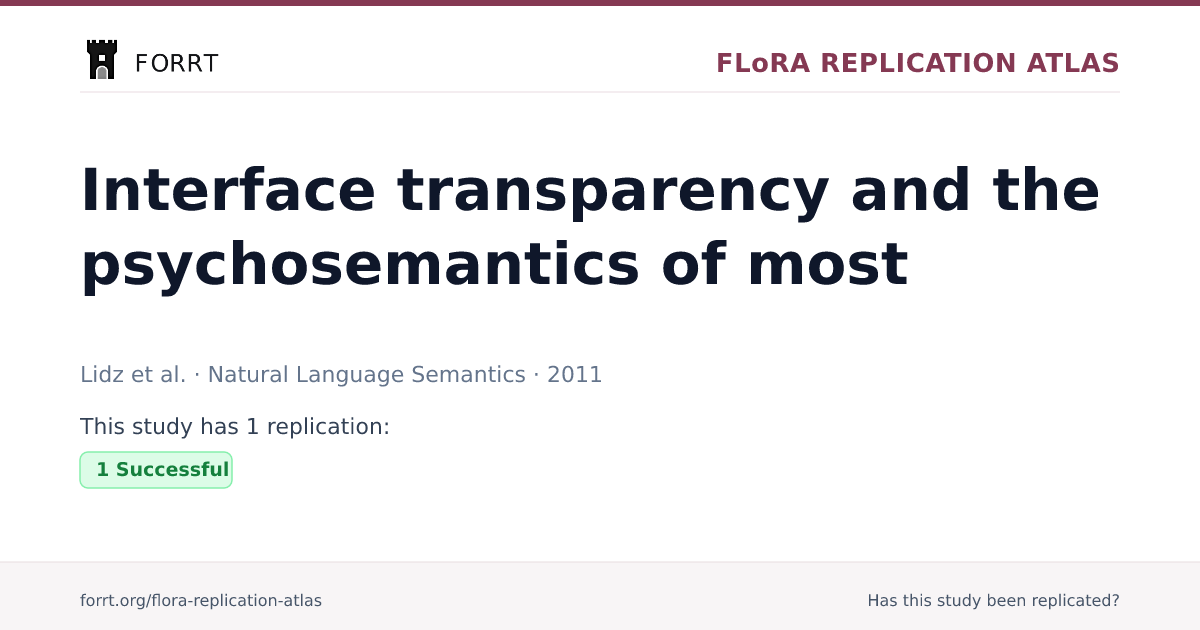 FORRT
FLoRA REPLICATION ATLAS
Interface transparency and the
psychosemantics of most
Lidz et al. · Natural Language Semantics · 2011
This study has 1 replication:
1 Successful
forrt.org/flora-replication-atlas
Has this study been replicated?